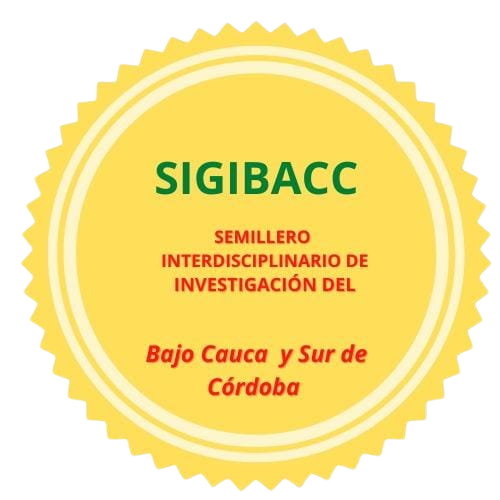 SIGIBACC
SEMILLERO
INTERDISCIPLINARIO DE
INVESTIGACIÓN DEL
Bajo Cauca y Sur de
Córdoba